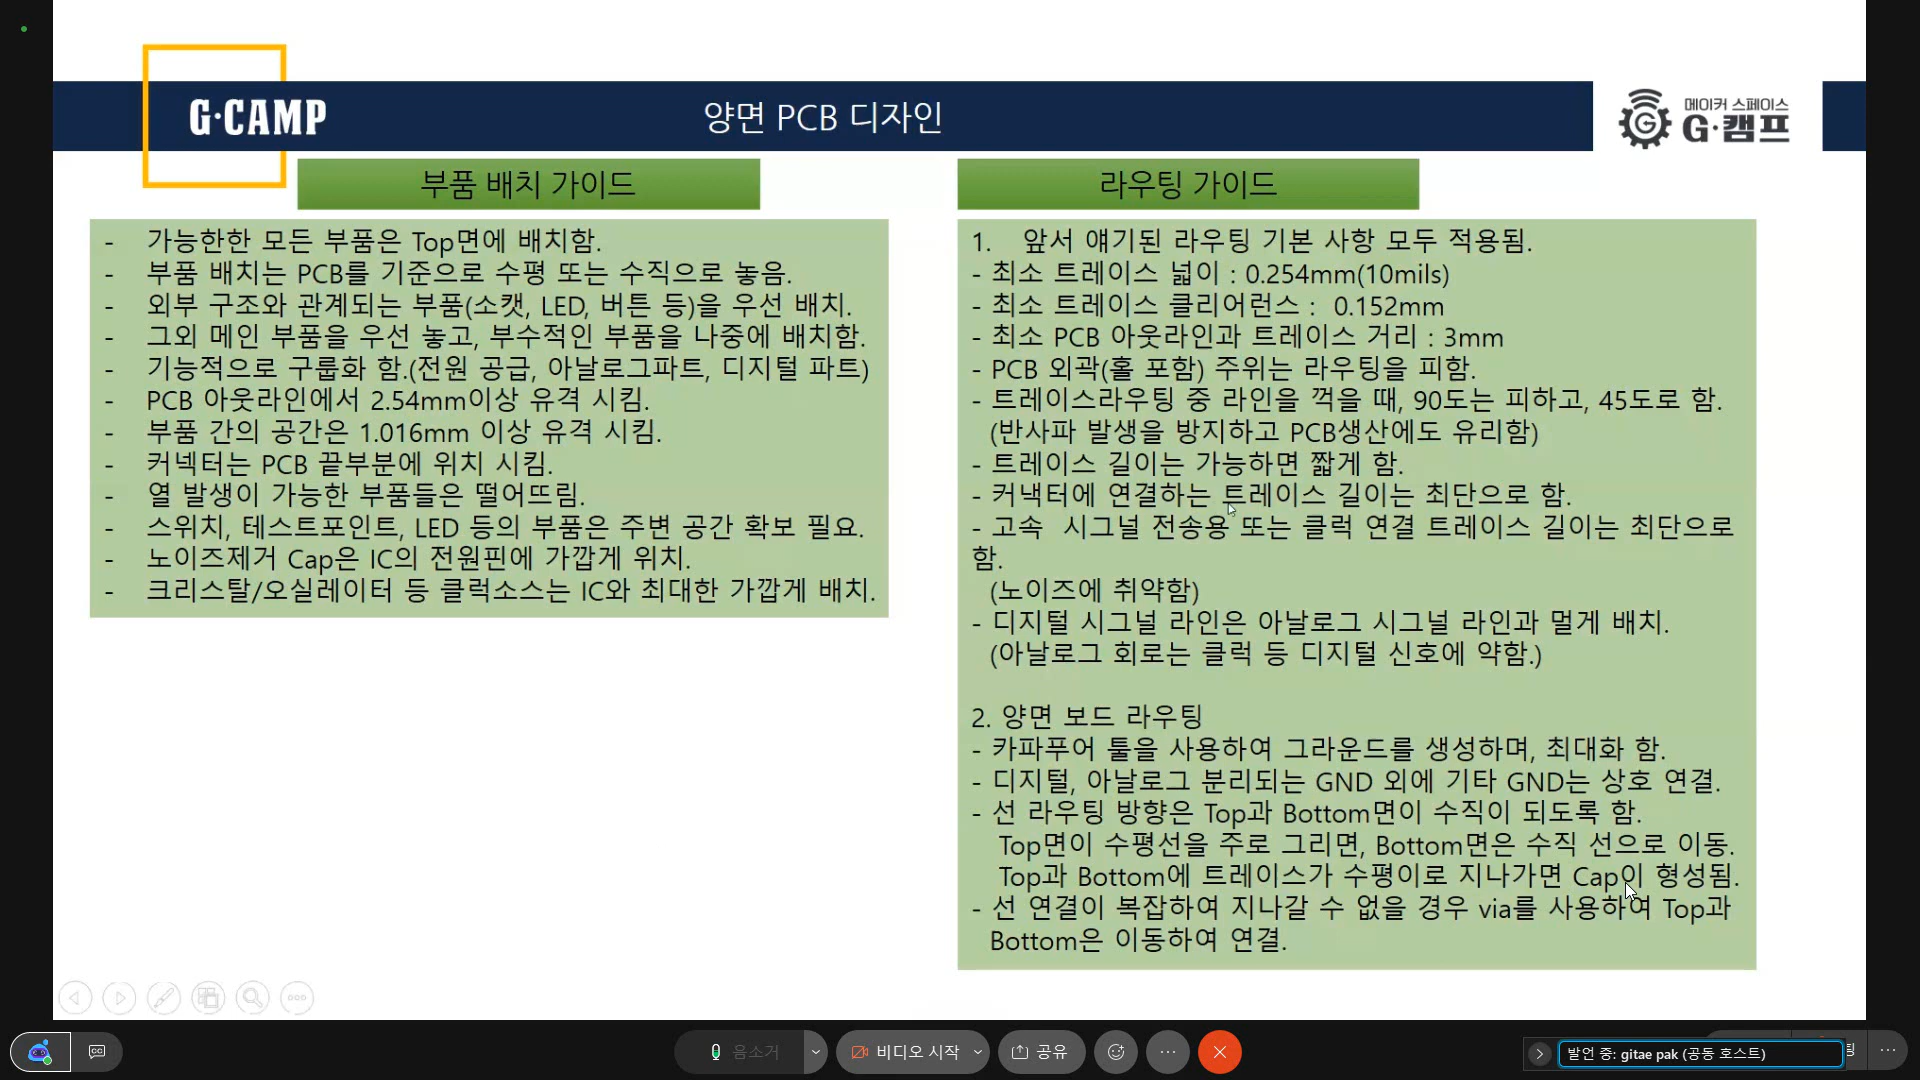 G·CAMP
양면 PCB 디자인
메이커 스페이스
G·캠프
부품 배치 가이드
- 가능한한 모든 부품은 Top면에 배치함.
- 부품 배치는 PCB를 기준으로 수평 또는 수직으로 놓음.
- 외부 구조와 관계되는 부품(소캣, LED, 버튼 등)을 우선 배치.
- 그외 메인 부품을 우선 놓고, 부수적인 부품을 나중에 배치함.
- 기능적으로 구룹화 함.(전원 공급, 아날로그파트, 디지털 파트)
- PCB 아웃라인에서 2.54mm이상 유격 시킴.
- 부품 간의 공간은 1.016mm 이상 유격 시킴.
- 커넥터는 PCB 끝부분에 위치 시킴.
- 열 발생이 가능한 부품들은 떨어뜨림.
- 스위치, 테스트포인트, LED 등의 부품은 주변 공간 확보 필요.
- 노이즈제거 Cap은 IC의 전원핀에 가깝게 위치.
- 크리스탈/오실레이터 등 클럭소스는 IC와 최대한 가깝게 배치.
라우팅 가이드
1. 앞서 얘기된 라우팅 기본 사항 모두 적용됨.
- 최소 트레이스 넓이 : 0.254mm(10mils)
- 최소 트레이스 클리어런스 : 0.152mm
- 최소 PCB 아웃라인과 트레이스 거리 : 3mm
- PCB 외곽(홀 포함) 주위는 라우팅을 피함.
- 트레이스라우팅 중 라인을 꺽을 때, 90도는 피하고, 45도로 함.
(반사파 발생을 방지하고 PCB생산에도 유리함)
- 트레이스 길이는 가능하면 짧게 함.
- 커낵터에 연결하는 트레이스 길이는 최단으로 함.
- 고속 시그널 전송용 또는 클럭 연결 트레이스 길이는 최단으로
함.
(노이즈에 취약함)
- 디지털 시그널 라인은 아날로그 시그널 라인과 멀게 배치.
(아날로그 회로는 클럭 등 디지털 신호에 약함.)
2. 양면 보드 라우팅
- 카파푸어 툴을 사용하여 그라운드를 생성하며, 최대화 함.
- 디지털, 아날로그 분리되는 GND 외에 기타 GND는 상호 연결.
- 선 라우팅 방향은 Top과 Bottom면이 수직이 되도록 함.
Top면이 수평선을 주로 그리면, Bottom면은 수직 선으로 이동.
Top과 Bottom에 트레이스가 수평이로 지나가면 Cap이 형성됨.
- 선 연결이 복잡하여 지나갈 수 없을 경우 via를 사용하여 Top과
Bottom은 이동하여 연결.
CC
음소거
비디오 시작
공유
발언 중: gitae pak (공동 호스트)